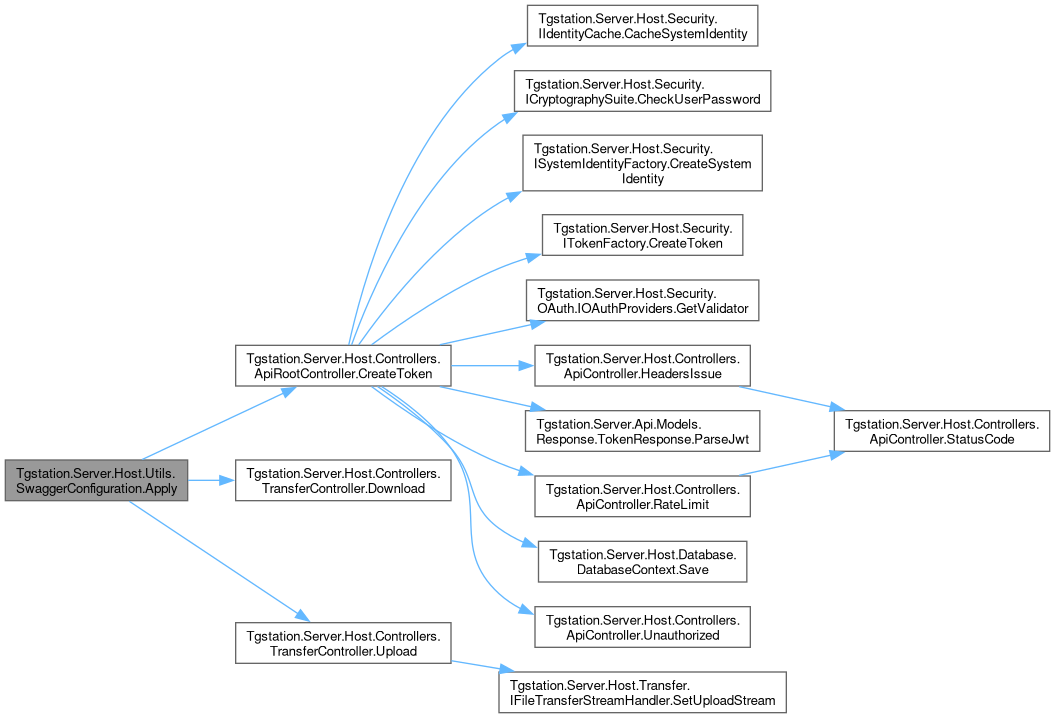 Tgstation.Server.Host.Utils.
SwaggerConfiguration.Apply
Tgstation.Server.Host.Controllers.
ApiRootController.CreateToken
Tgstation.Server.Host.Security.
IIdentityCache.CacheSystemIdentity
Tgstation.Server.Host.Security.
ICryptographySuite.CheckUserPassword
Tgstation.Server.Host.Security.
ISystemIdentityFactory.CreateSystem
Identity
Tgstation.Server.Host.Security.
ITokenFactory.CreateToken
Tgstation.Server.Host.Security.
OAuth.IOAuthProviders.GetValidator
Tgstation.Server.Host.Controllers.
ApiController.HeadersIssue
Tgstation.Server.Host.Controllers.
ApiController.StatusCode
Tgstation.Server.Api.Models.
Response.TokenResponse.ParseJwt
Tgstation.Server.Host.Controllers.
ApiController.RateLimit
Tgstation.Server.Host.Database.
DatabaseContext.Save
Tgstation.Server.Host.Controllers.
ApiController.Unauthorized
Tgstation.Server.Host.Controllers.
TransferController.Download
Tgstation.Server.Host.Controllers.
TransferController.Upload
Tgstation.Server.Host.Transfer.
IFileTransferStreamHandler.SetUploadStream